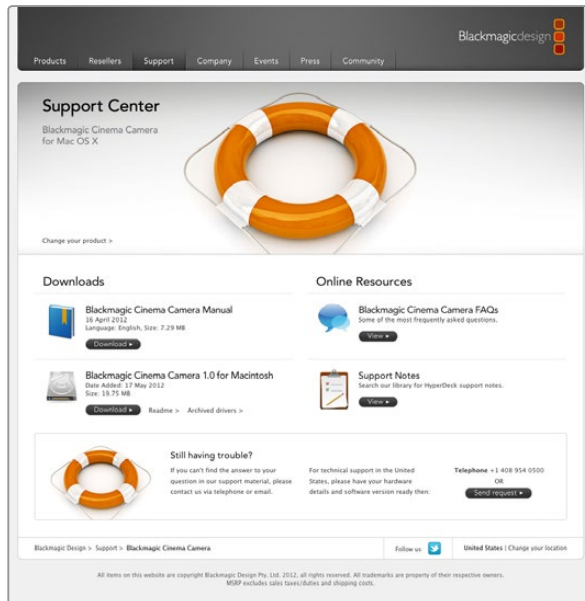 Blackmagicdesign
Products Resellers Support Company Events Press Community
Support Center
Blackmagic Cinema Camera
for Mac OS X
Change your product >
Downloads
Blackmagic Cinema Camera Manual
16 April 2012
Language: English, Size: 7.29 MB
Download
Blackmagic Cinema Camera 1.0 for Macintosh
Date Added: 17 May 2012
Size: 19.75 MB
Download Readme > Archived drivers >
Online Resources
Blackmagic Cinema Camera FAQs
Some of the most frequently asked questions.
View
Support Notes
Search our library for HyperDeck support notes.
View
Still having trouble?
If you can't find the answer to your
question in our support material, please
contact us via telephone or email.
For technical support in the United
States, please have your hardware
details and software version ready then:
Telephone +1 408 954 0500
OR
Send request
Blackmagic Design > Support > Blackmagic Cinema Camera
Follow us
United States | Change your location
All items on this website are copyright Blackmagic Design Pty. Ltd. 2012, all rights reserved. All trademarks are property of their respective owners.
MSRP excludes sales taxes/duties and shipping costs.